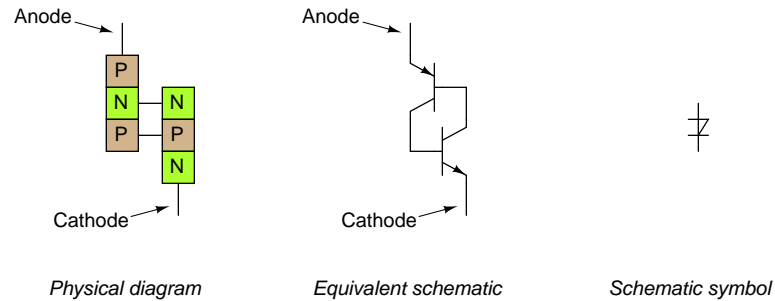 Anode
Anode
P
N N
P P
N
Cathode
Cathode
Physical diagram
Equivalent schematic
Schematic symbol